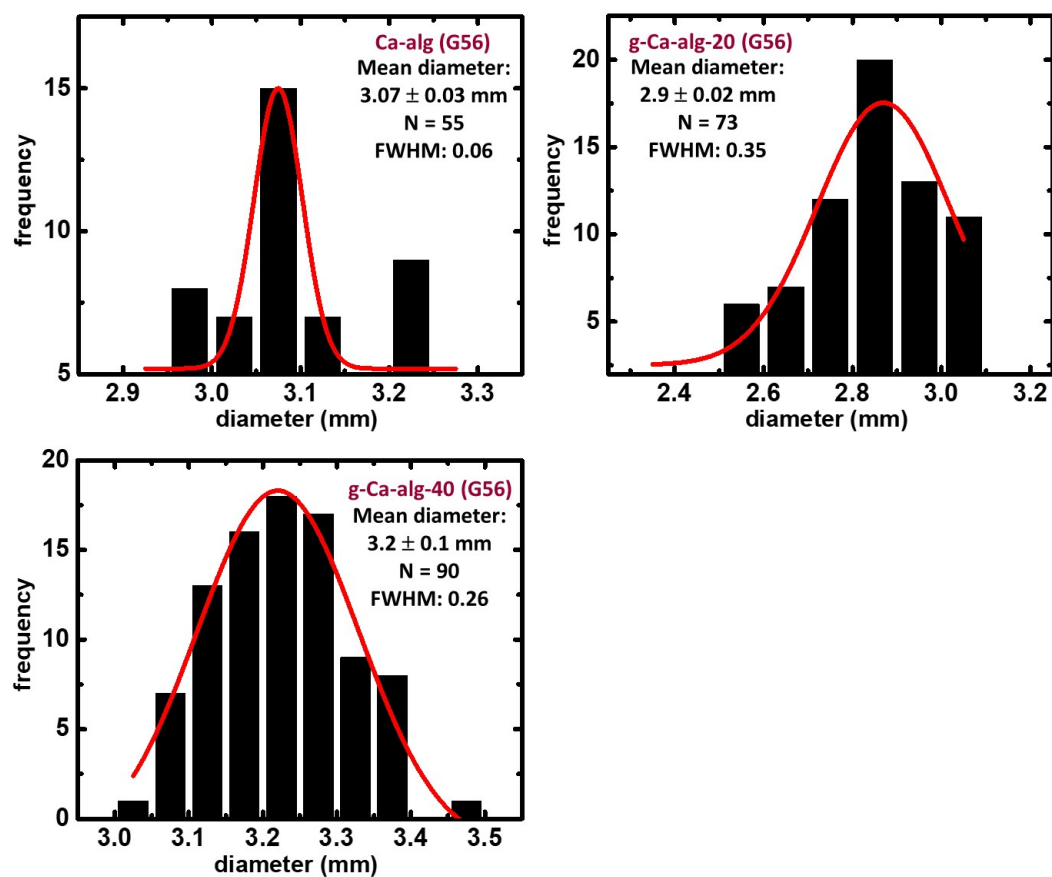 Ca-alg (G56)
Mean diameter:
3.07 ± 0.03 mm
N = 55
FWHM: 0.06
frequency
15
10
5
2.9 3.0 3.1 3.2 3.3
diameter (mm)
g-Ca-alg-20 (G56)
Mean diameter:
2.9 ± 0.02 mm
N = 73
FWHM: 0.35
frequency
20
15
10
5
2.4 2.6 2.8 3.0 3.2
diameter (mm)
g-Ca-alg-40 (G56)
Mean diameter:
3.2 ± 0.1 mm
N = 90
FWHM: 0.26
frequency
20
15
10
5
0
3.0 3.1 3.2 3.3 3.4 3.5
diameter (mm)